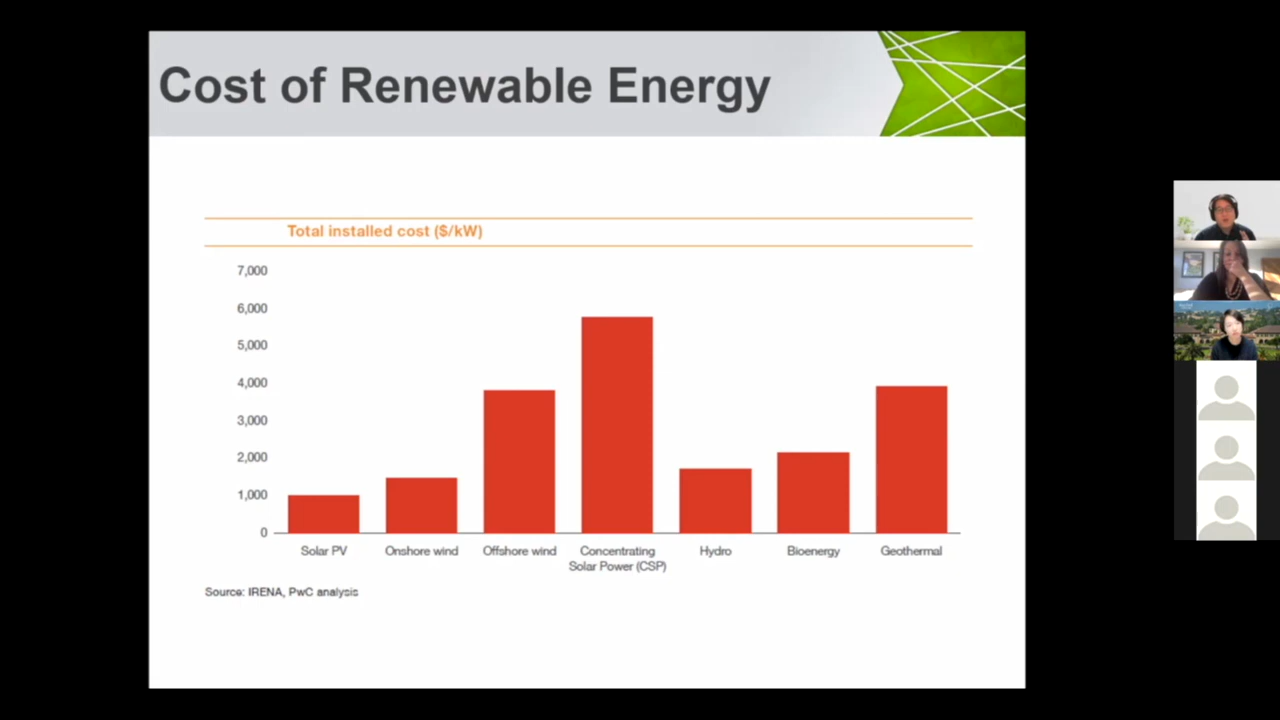 Cost of Renewable Energy
Total installed cost ($/kW)
7,000
6,000
5,000
4,000
3,000
2,000
1,000
0
Solar PV
Onshore wind
Offshore wind
Concentrating
Solar Power (CSP)
Hydro
Bioenergy
Geothermal
Source: IRENA, PwC analysis